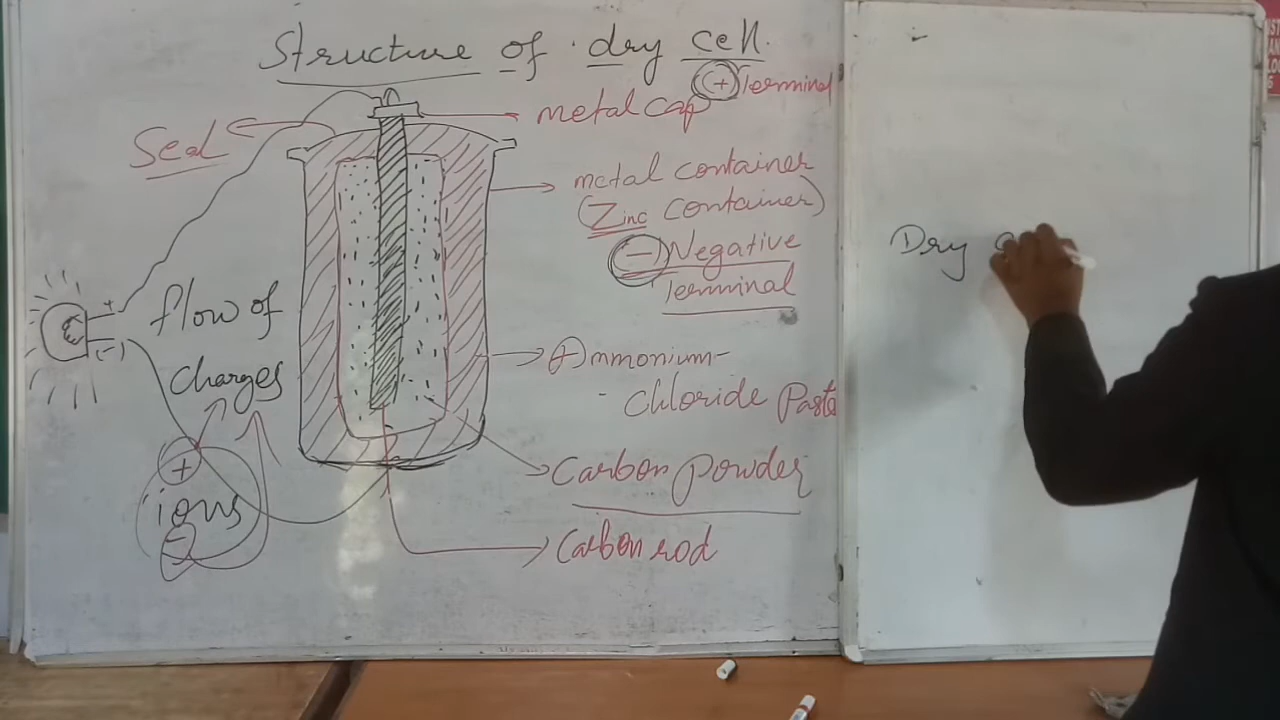 Structure of dry cell.
(+) Terminal
metal cap
Seal
metal container
(Zinc container)
(-) Negative
Terminal
+
(-)
flow of
charges
Ammonium-
- chloride Paste
+
ions
-
Carbon powder
Carbon rod
Dry